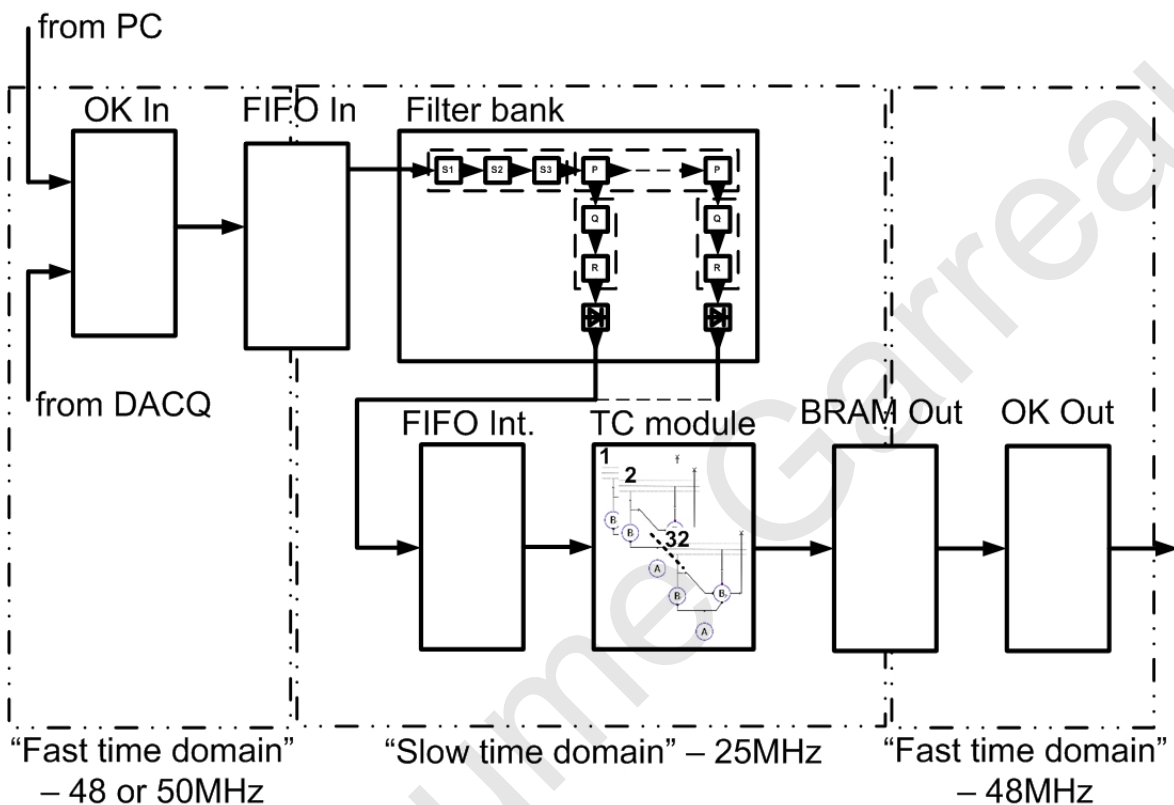 from PC
OK In
FIFO In
Filter bank
S1 S2 S3 P P
Q Q
R R
from DACQ
FIFO Int.
TC module
BRAM Out
OK Out
1
2
B
B
32
A
B
B
A
“Fast time domain”
– 48 or 50MHz
“Slow time domain” – 25MHz
“Fast time domain”
– 48MHz
ume Garreau